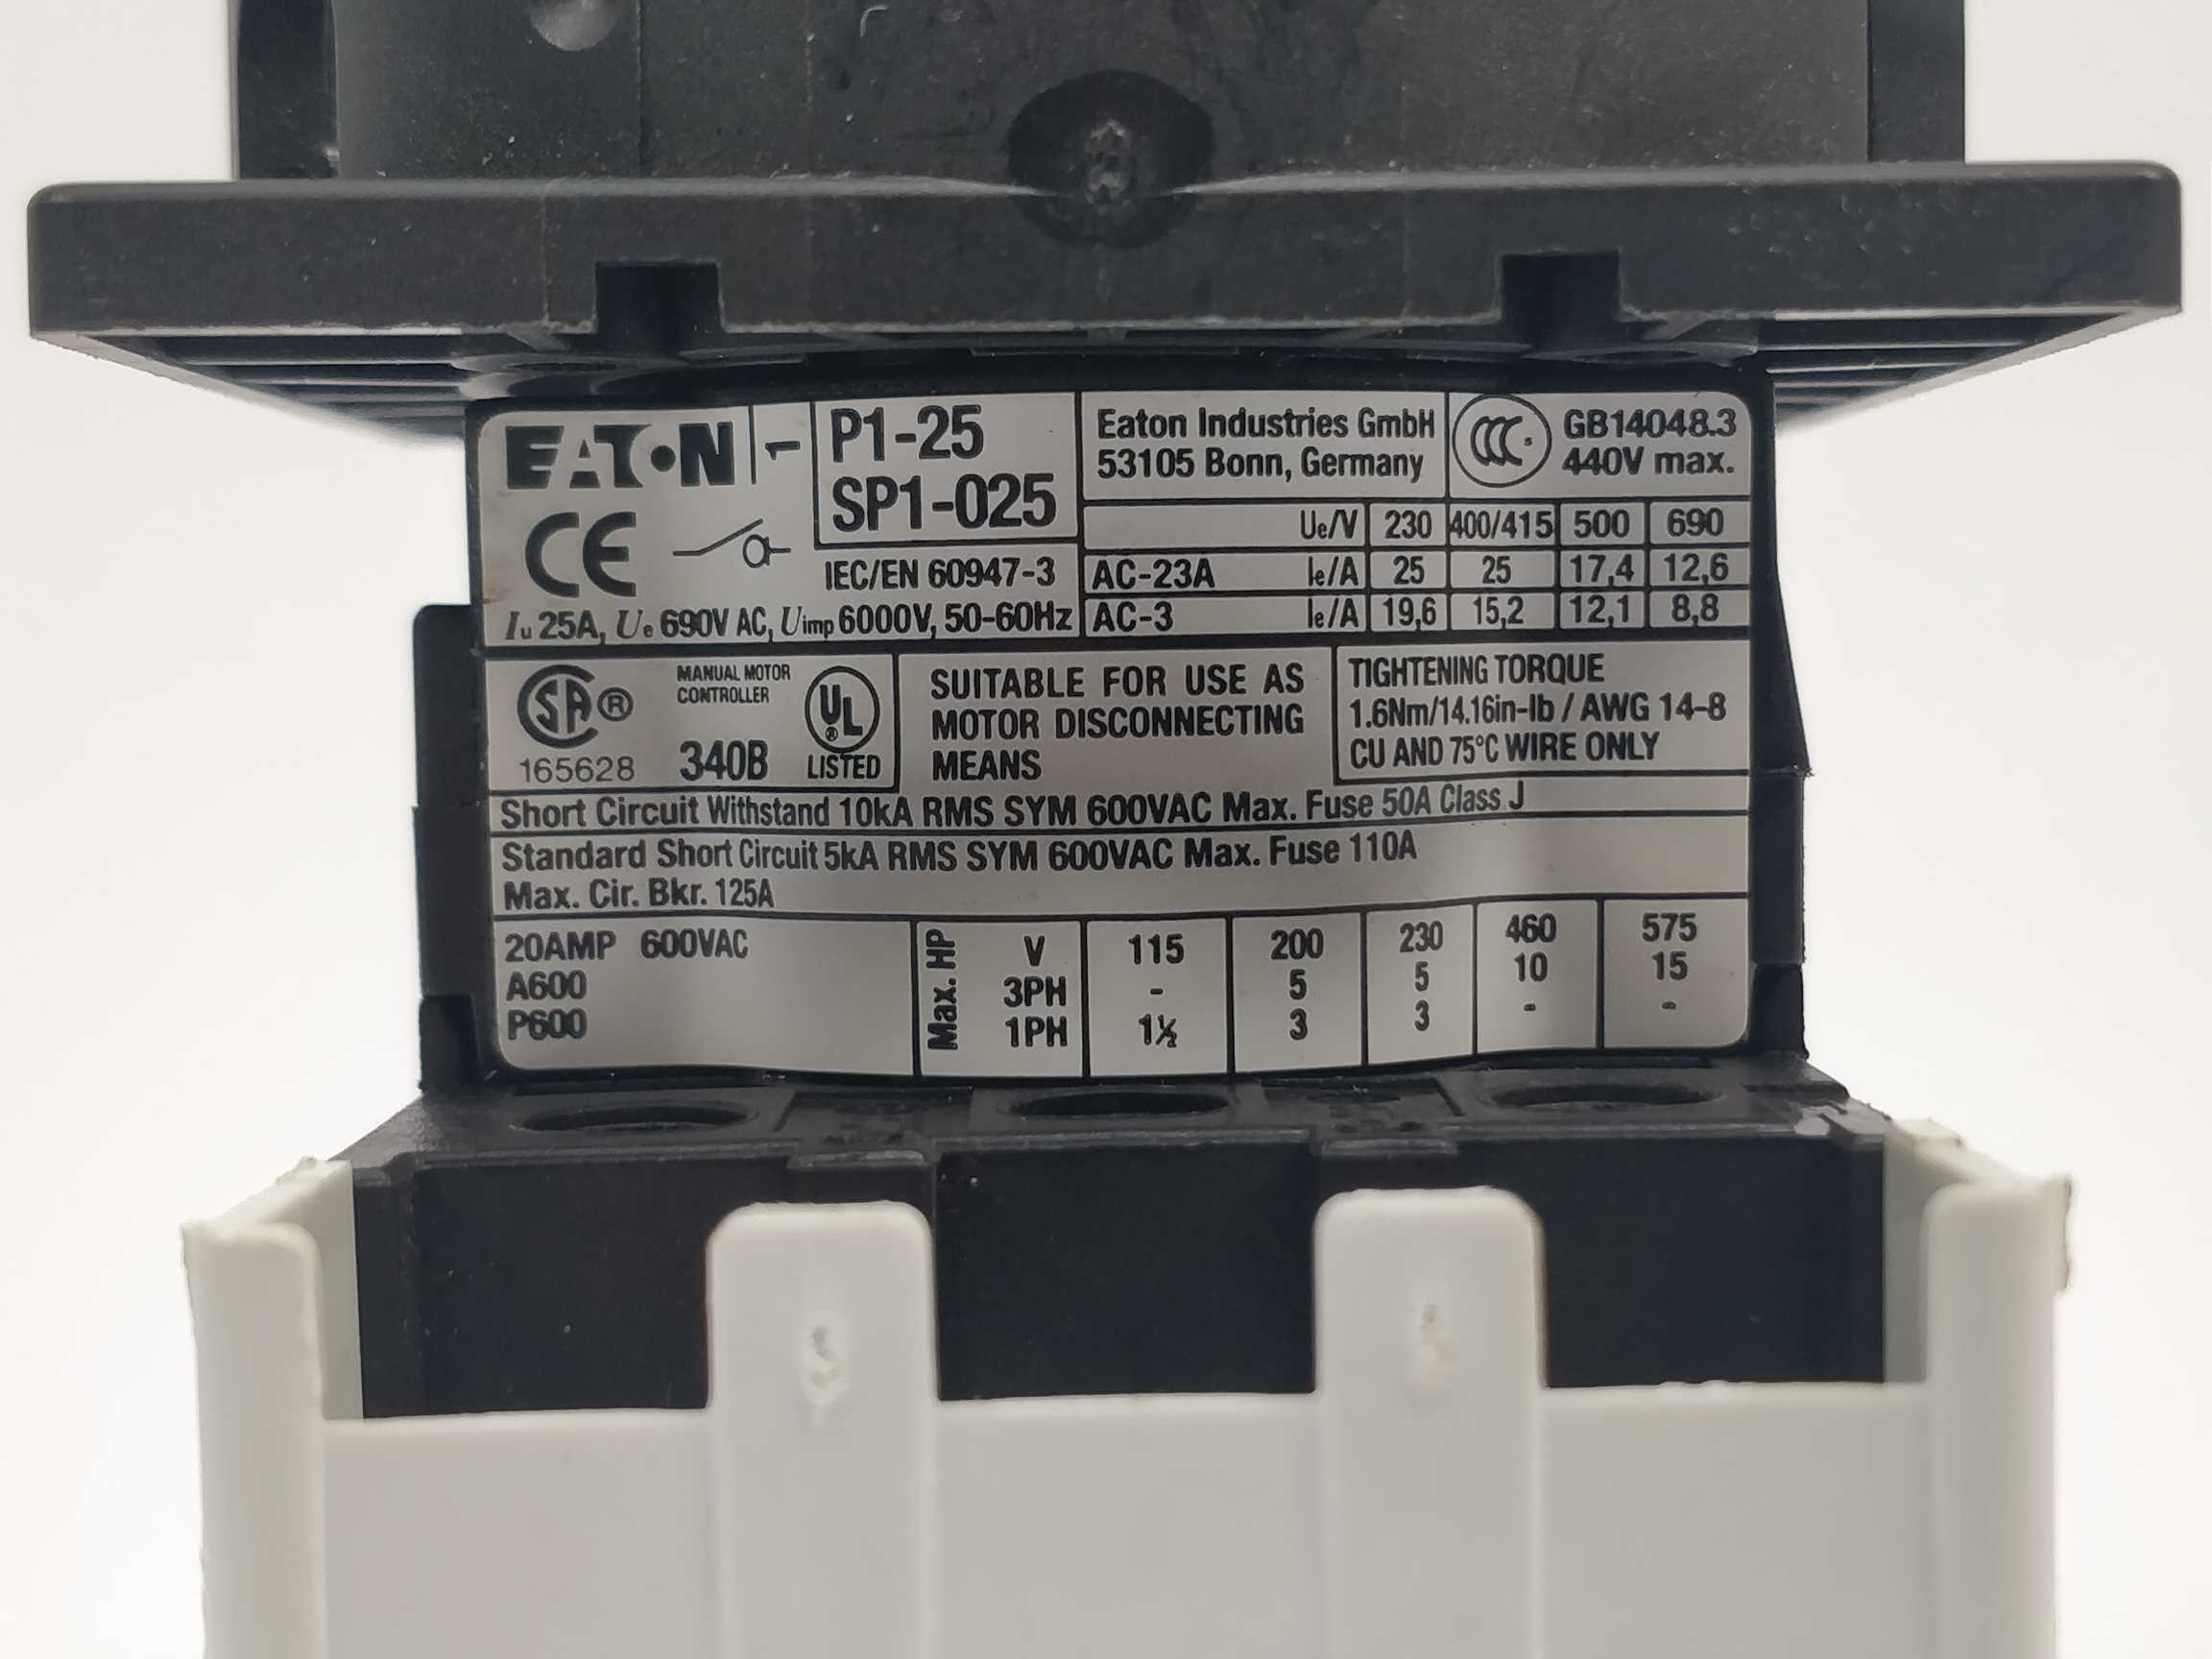 EATON
P1-25
SP1-025
Eaton Industries GmbH
53105 Bonn, Germany
CCC S
GB14048.3
440V max.
CE
IEC/EN 60947-3
Iu 25A, Ue 690V AC, Uimp 6000V, 50-60Hz
Ue/V 230 400/415 500 690
AC-23A Ie/A 25 25 17,4 12,6
AC-3 Ie/A 19,6 15,2 12,1 8,8
SA ®
165628
MANUAL MOTOR
CONTROLLER
340B
UL ®
LISTED
SUITABLE FOR USE AS
MOTOR DISCONNECTING
MEANS
TIGHTENING TORQUE
1.6Nm/14.16in-lb / AWG 14-8
CU AND 75°C WIRE ONLY
Short Circuit Withstand 10kA RMS SYM 600VAC Max. Fuse 50A Class J
Standard Short Circuit 5kA RMS SYM 600VAC Max. Fuse 110A
Max. Cir. Bkr. 125A
20AMP 600VAC
A600
P600
Max. HP
V 115 200 230 460 575
3PH - 5 5 10 15
1PH 1½ 3 3 - -